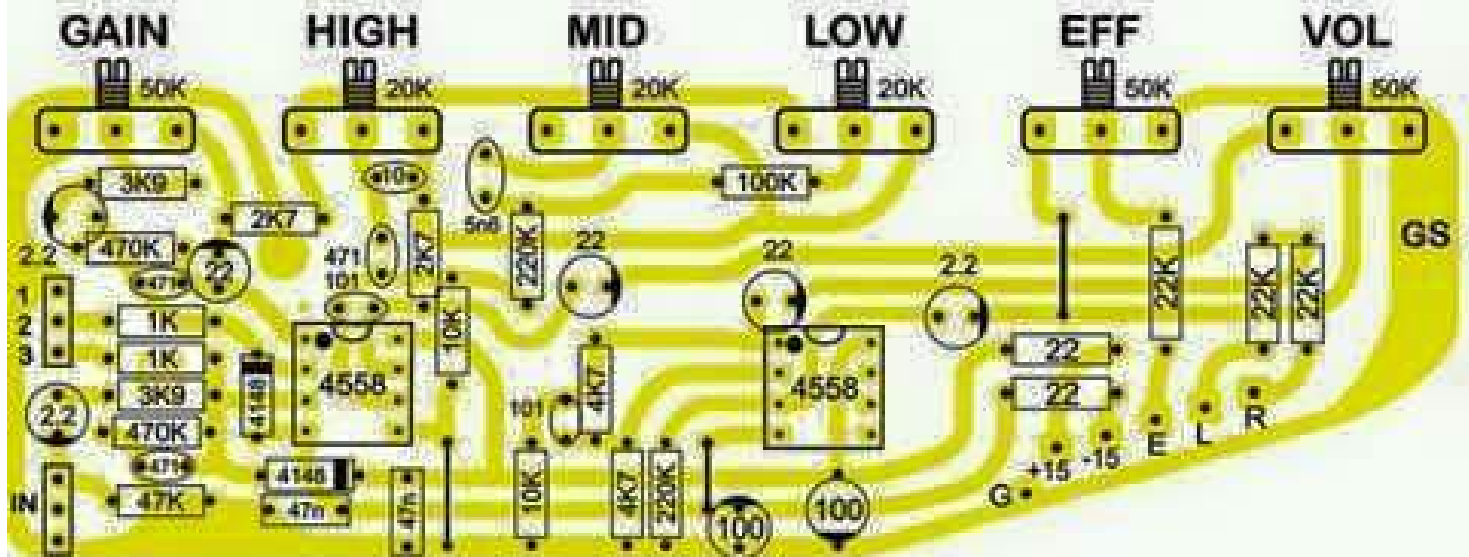 GAIN HIGH MID LOW EFF VOL
50K 20K 20K 20K 50K 50K
3K9 10 100K
2K7 5n6
2.2 470K 22 471 2K7 220K 22 22 2.2 22K 22K 22K GS
471 101
1
2 1K 10K
3 1K 4558 4K7 4558 22
3K9 4148 22
2.2 101
470K
471 +15 -15 E L R
4148 G
IN 47K 47n 47n 10K 4K7 220K 100 100